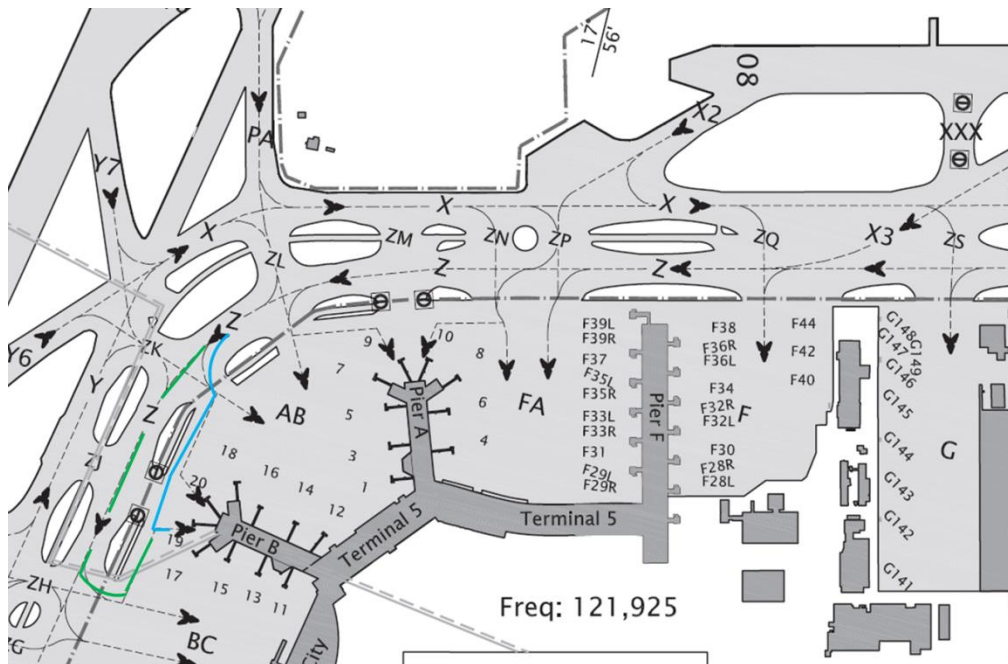 17
56'
08
X2
XXX
PA
Y7
X
X
X
X3
ZM
ZN
ZP
ZQ
ZS
ZL
Z
Z
Z
ZK
Y6
Y
Z
ZJ
ZH
ZG
AB
FA
F
G
BC
9
10
8
7
6
5
4
3
1
18
16
14
12
20
19
17
15
13
11
Pier A
Pier B
Pier F
Terminal 5
Terminal 5
City
F39L
F39R
F37
F35L
F35R
F33L
F33R
F31
F29L
F29R
F38
F36R
F36L
F34
F32R
F32L
F30
F28R
F28L
F44
F42
F40
G148
G149
G147
G146
G145
G144
G143
G142
G141
Freq: 121,925